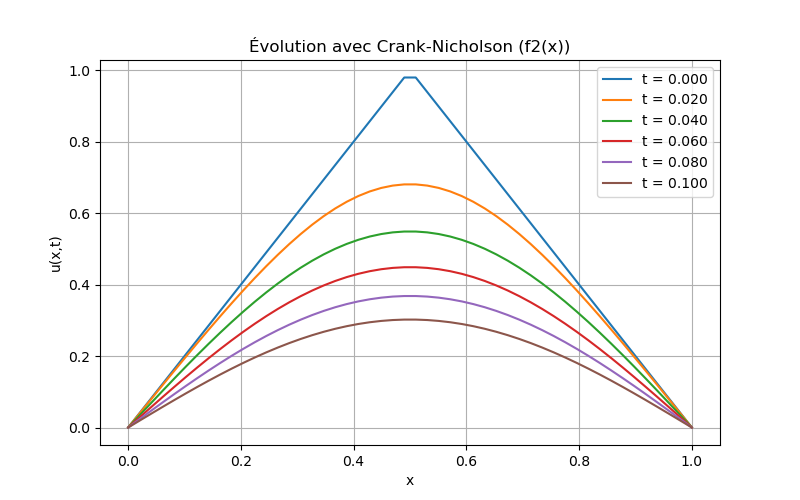 Évolution avec Crank-Nicholson (f2(x))
u(x,t)
1.0
0.8
0.6
0.4
0.2
0.0
t = 0.000
t = 0.020
t = 0.040
t = 0.060
t = 0.080
t = 0.100
0.0 0.2 0.4 0.6 0.8 1.0
x